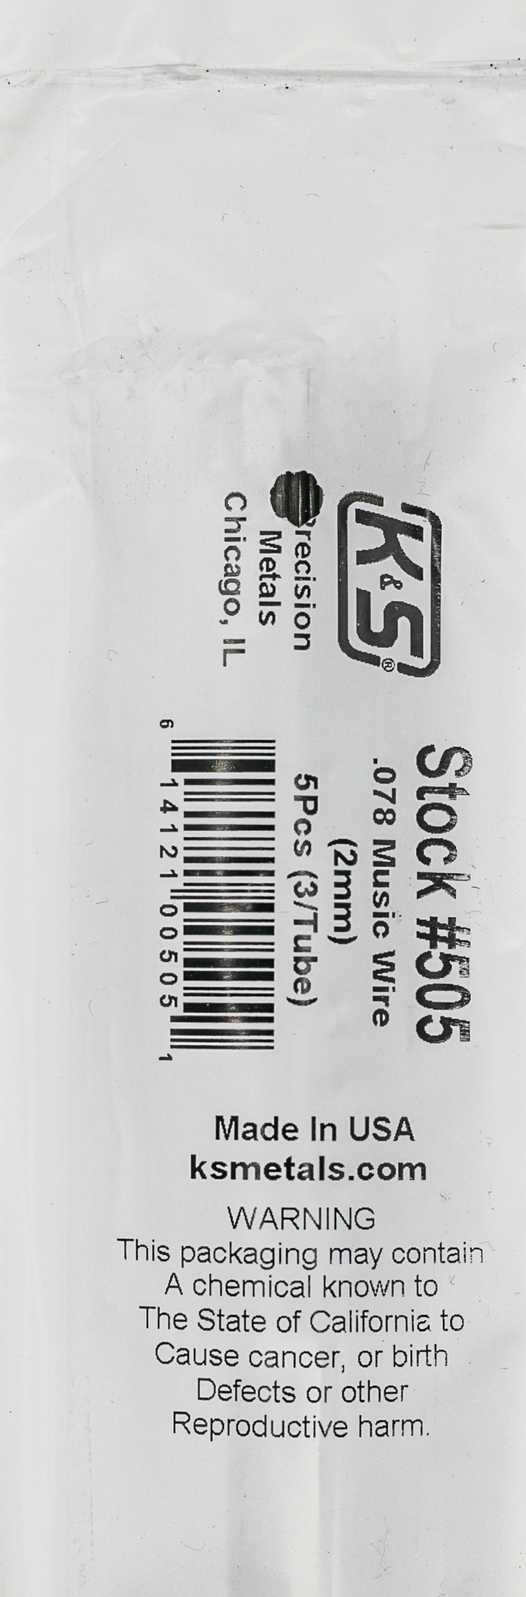 K&S®
Precision
Metals
Chicago, IL
Stock #505
.078 Music Wire
(2mm)
5Pcs (3/Tube)
6 14121 00505 1
Made In USA
ksmetals.com
WARNING
This packaging may contain
A chemical known to
The State of California to
Cause cancer, or birth
Defects or other
Reproductive harm.